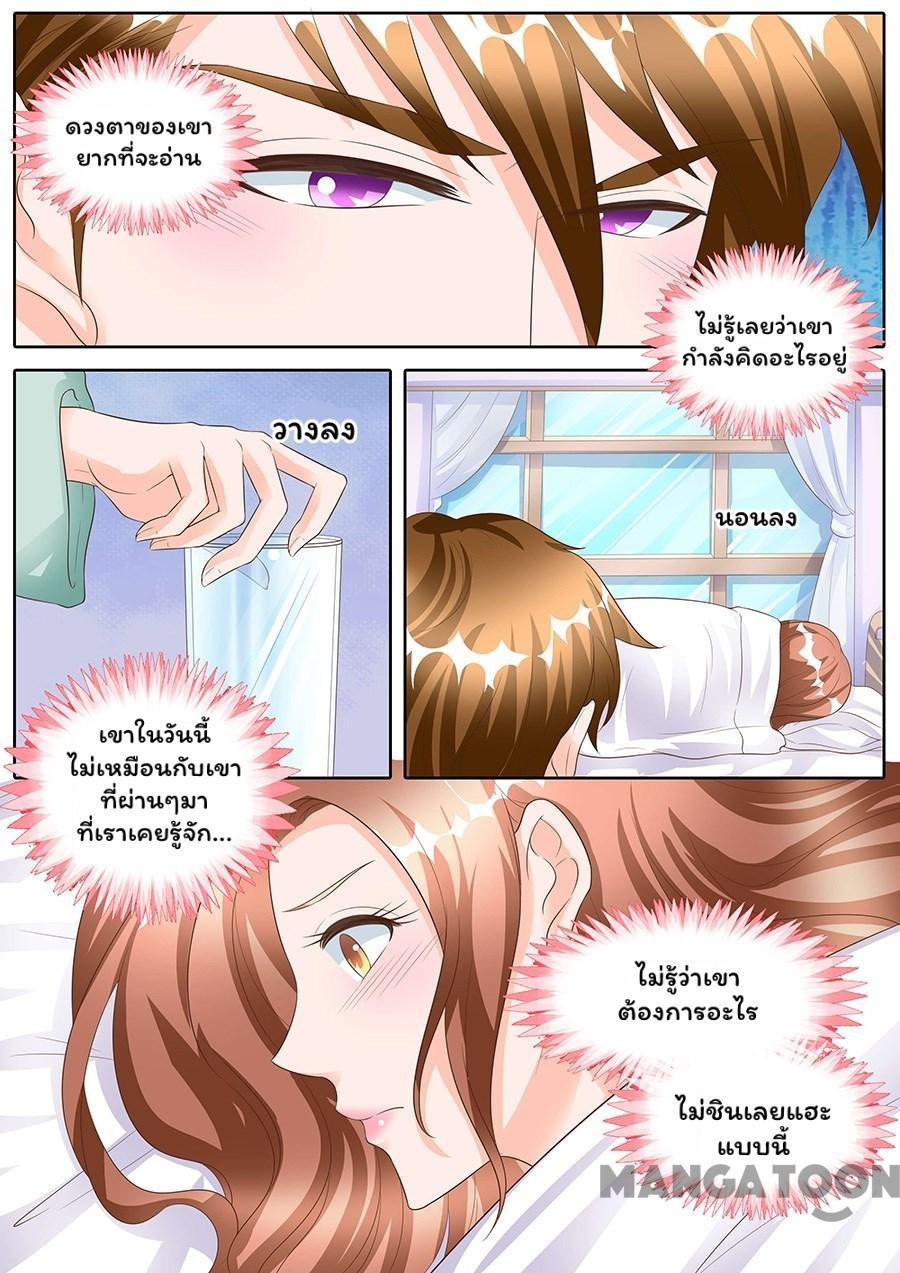 ดวงตาของเขา
ยากที่จะอ่าน
ไม่รู้เลยว่าเขา
กำลังคิดอะไรอยู่
วางลง
นอนลง
เขาในวันนี้
ไม่เหมือนกับเขา
ที่ผ่านๆมา
ที่เราเคยรู้จัก...
ไม่รู้ว่าเขา
ต้องการอะไร
ไม่ชินเลยแฮะ
แบบนี้
MANGATOON